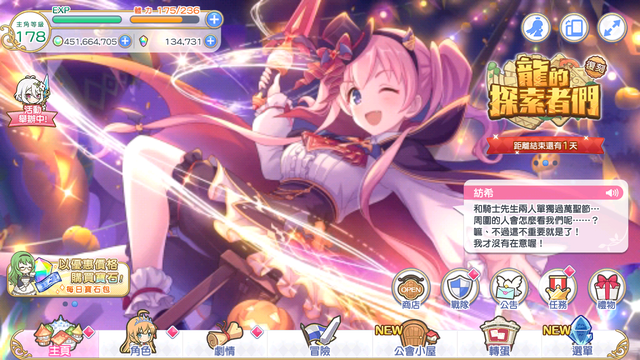 EXP
主角等級
178
體力 175/236
451,664,705
134,731
活動
舉辦中!
復刻
龍的
探索者們
距離結束還有1天
紡希
和騎士先生兩人單獨過萬聖節…
周圍的人會怎麼看我們呢……?
嘛、不過這不重要就是了!
我才沒有在意喔!
以優惠價格
購買寶石!
每日寶石包
OPEN
商店
戰隊
公告
任務
禮物
主頁
角色
劇情
冒險
NEW
公會小屋
轉蛋
NEW
選單